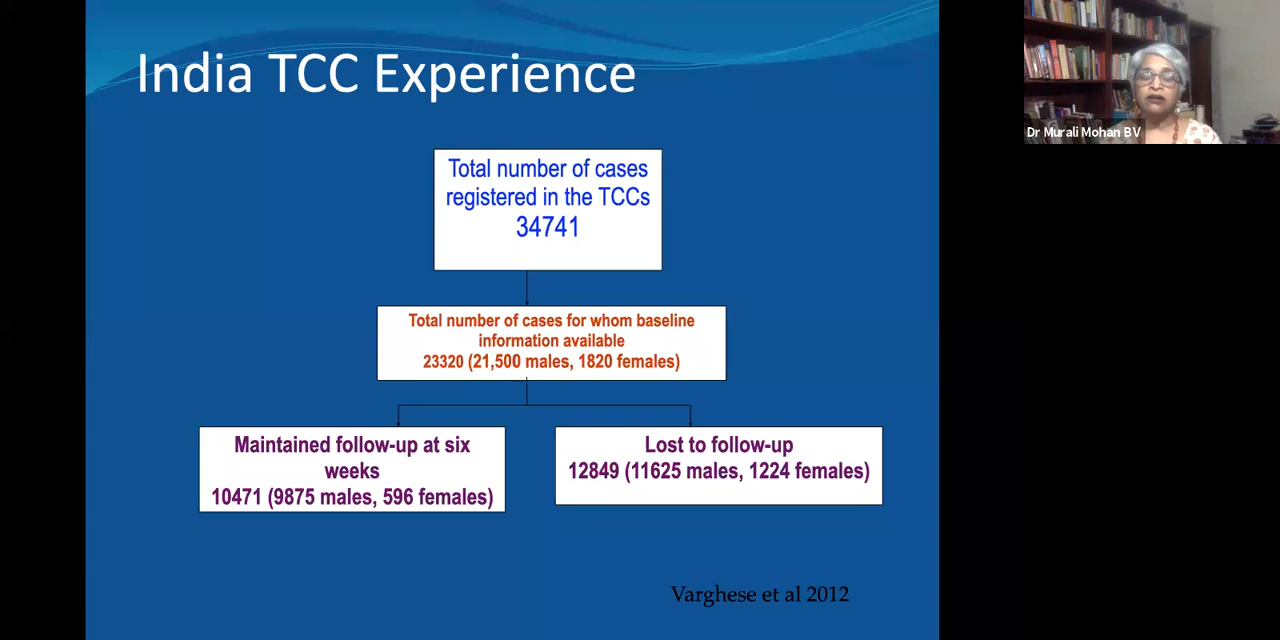 India TCC Experience
Dr Murali Mohan BV
Total number of cases
registered in the TCCs
34741
Total number of cases for whom baseline
information available
23320 (21,500 males, 1820 females)
Maintained follow-up at six
weeks
10471 (9875 males, 596 females)
Lost to follow-up
12849 (11625 males, 1224 females)
Varghese et al 2012